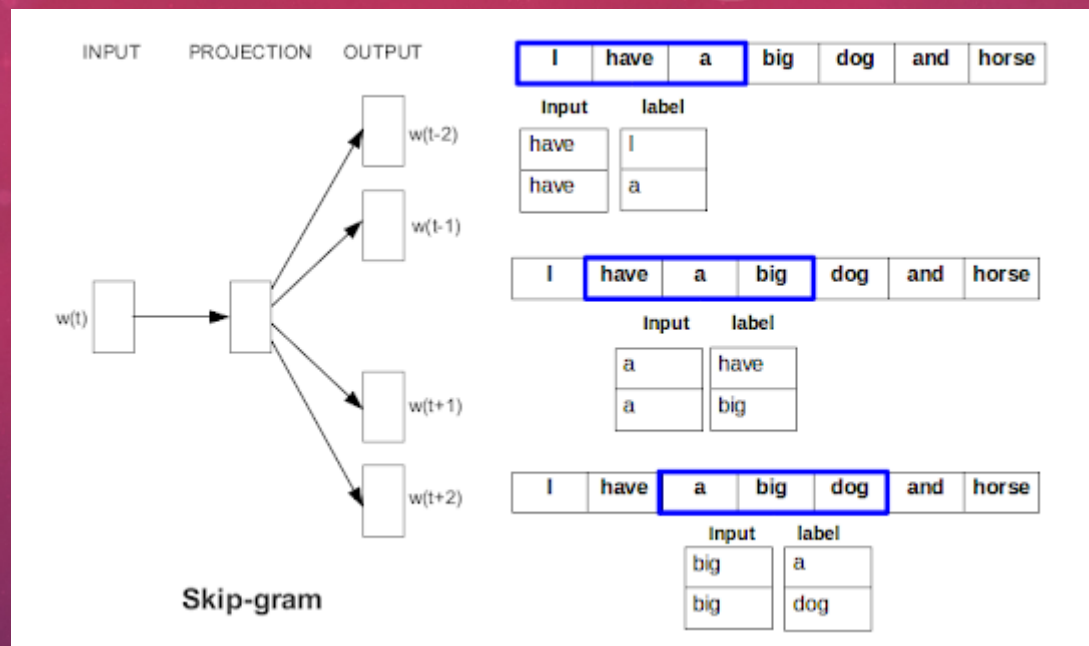 INPUT PROJECTION OUTPUT
w(t-2)
w(t-1)
w(t)
w(t+1)
w(t+2)
Skip-gram
I have a big dog and horse
Input label
have I
have a
I have a big dog and horse
Input label
a have
a big
I have a big dog and horse
Input label
big a
big dog